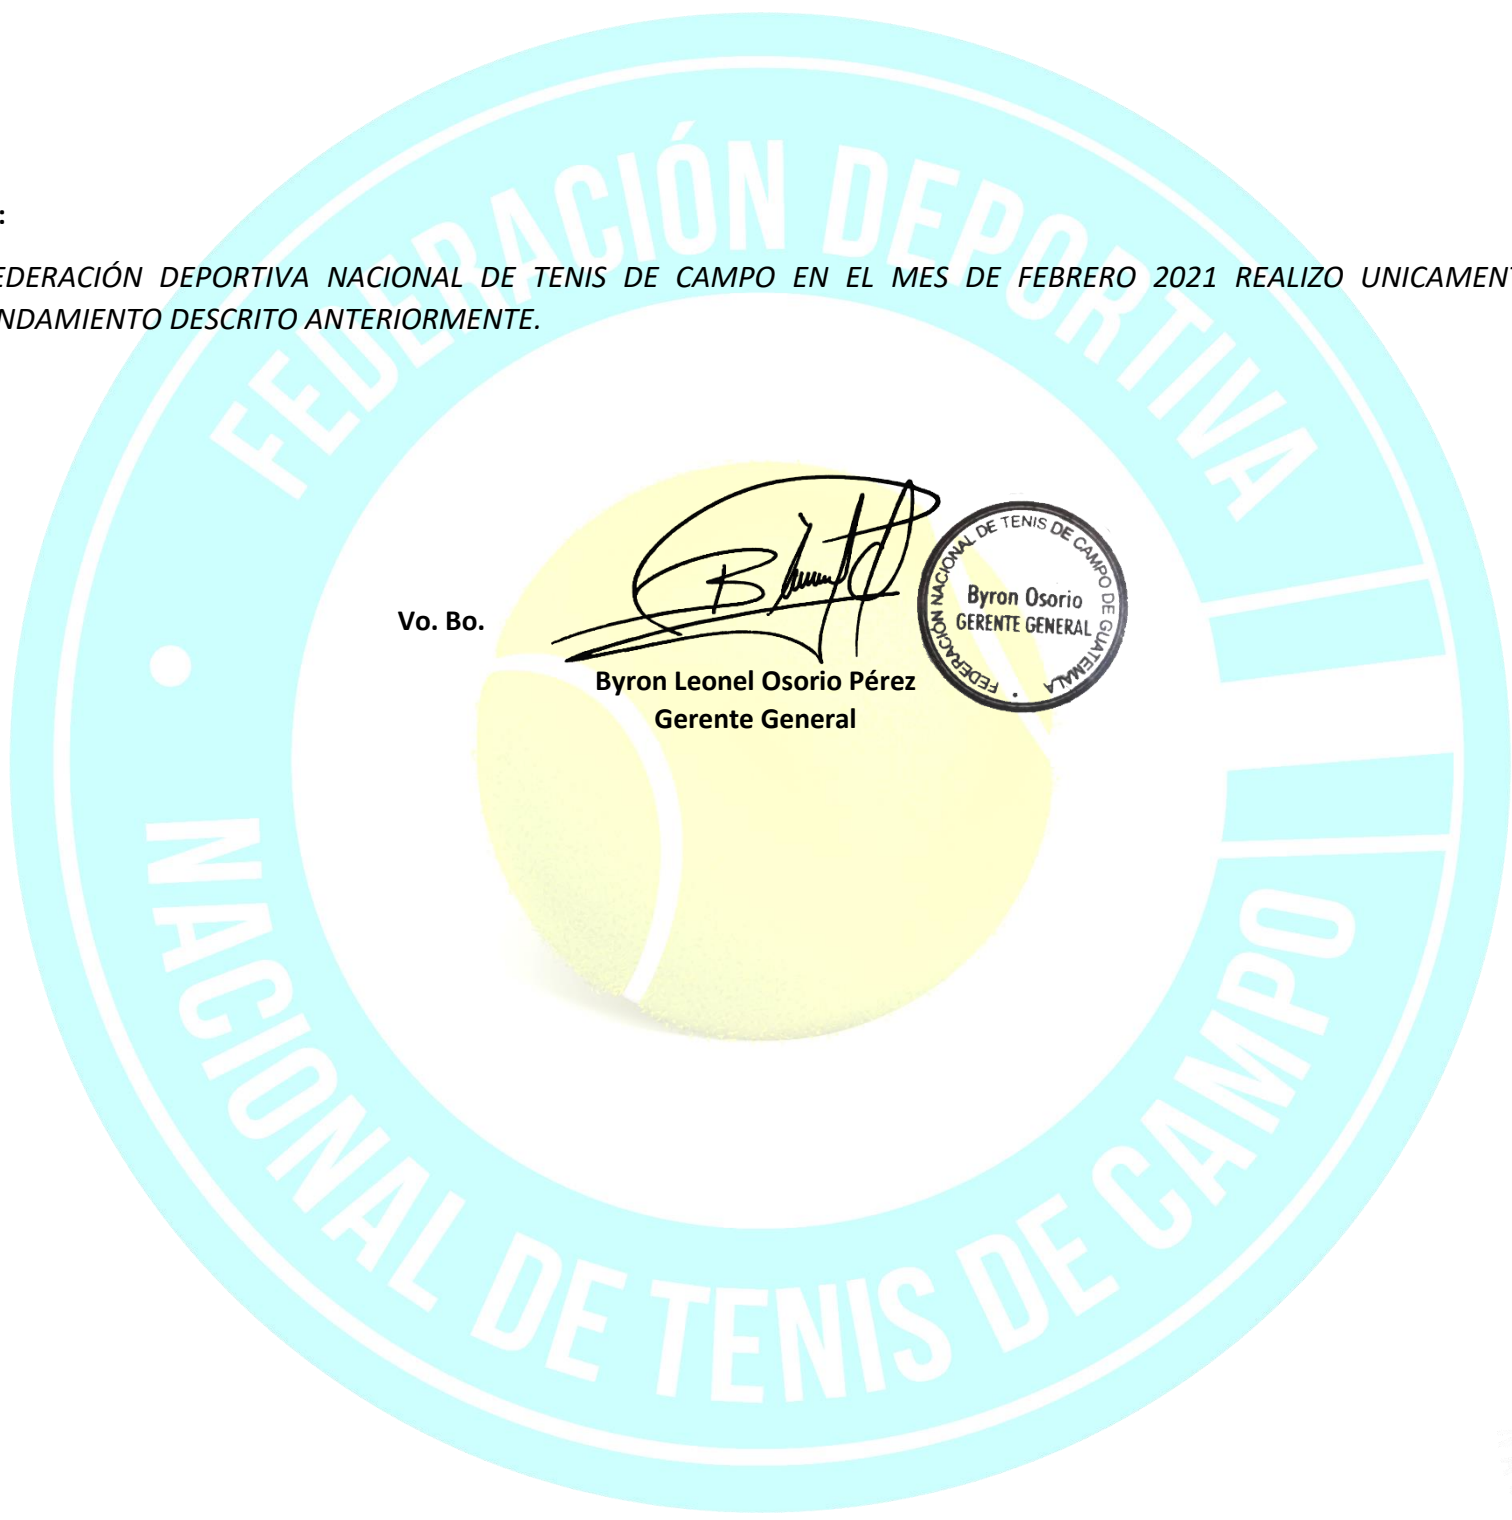 :
EDERACIÓN DEPORTIVA NACIONAL DE TENIS DE CAMPO EN EL MES DE FEBRERO 2021 REALIZO UNICAMENT
NDAMIENTO DESCRITO ANTERIORMENTE.
FEDERACIÓN DEPORTIVA
Vo. Bo.
FEDERACIÓN NACIONAL DE TENIS DE CAMPO DE GUATEMALA
Byron Osorio
GERENTE GENERAL
Byron Leonel Osorio Pérez
Gerente General
NACIONAL DE TENIS DE CAMPO